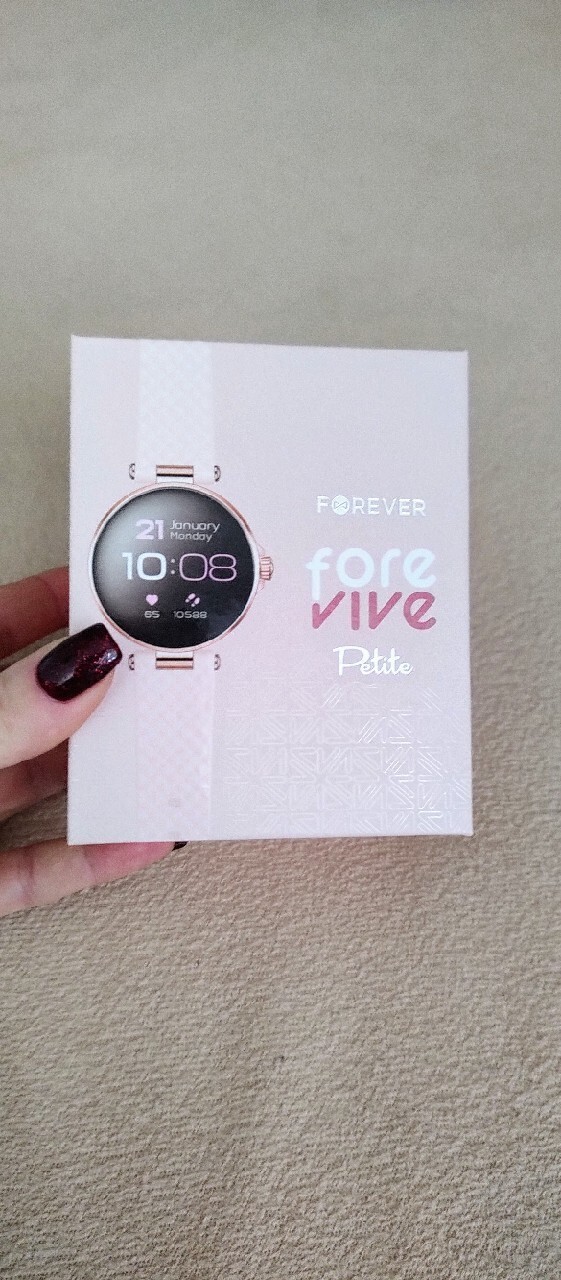 21 January
Monday
10:08
65 10588
FOREVER
fore
vive
Petite